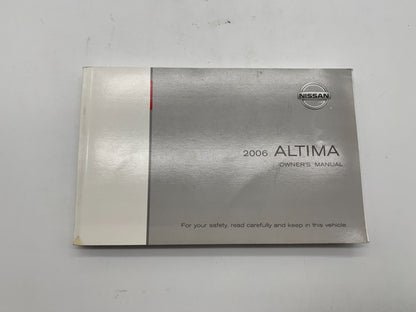 NISSAN
2006 ALTIMA
OWNER'S MANUAL
For your safety, read carefully and keep in this vehicle.